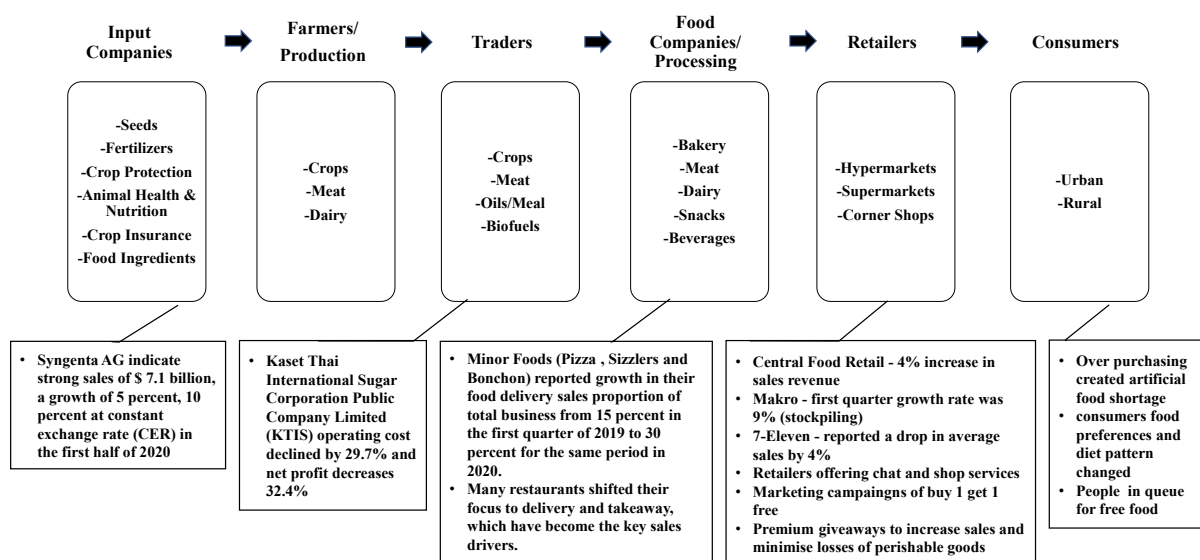 Input
Companies
Farmers/
Production
Traders
Food
Companies/
Processing
Retailers
Consumers
-Seeds
-Fertilizers
-Crop Protection
-Animal Health &
Nutrition
-Crop Insurance
-Food Ingredients
-Crops
-Meat
-Dairy
-Crops
-Meat
-Oils/Meal
-Biofuels
-Bakery
-Meat
-Dairy
-Snacks
-Beverages
-Hypermarkets
-Supermarkets
-Corner Shops
-Urban
-Rural
• Syngenta AG indicate
strong sales of $ 7.1 billion,
a growth of 5 percent, 10
percent at constant
exchange rate (CER) in
the first half of 2020
• Kaset Thai
International Sugar
Corporation Public
Company Limited
(KTIS) operating cost
declined by 29.7% and
net profit decreases
32.4%
• Minor Foods (Pizza , Sizzlers and
Bonchon) reported growth in their
food delivery sales proportion of
total business from 15 percent in
the first quarter of 2019 to 30
percent for the same period in
2020.
• Many restaurants shifted their
focus to delivery and takeaway,
which have become the key sales
drivers.
• Central Food Retail - 4% increase in
sales revenue
• Makro - first quarter growth rate was
9% (stockpiling)
• 7-Eleven - reported a drop in average
sales by 4%
• Retailers offering chat and shop services
• Marketing campaingns of buy 1 get 1
free
• Premium giveaways to increase sales and
minimise losses of perishable goods
• Over purchasing
created artificial
food shortage
• consumers food
preferences and
diet pattern
changed
• People in queue
for free food